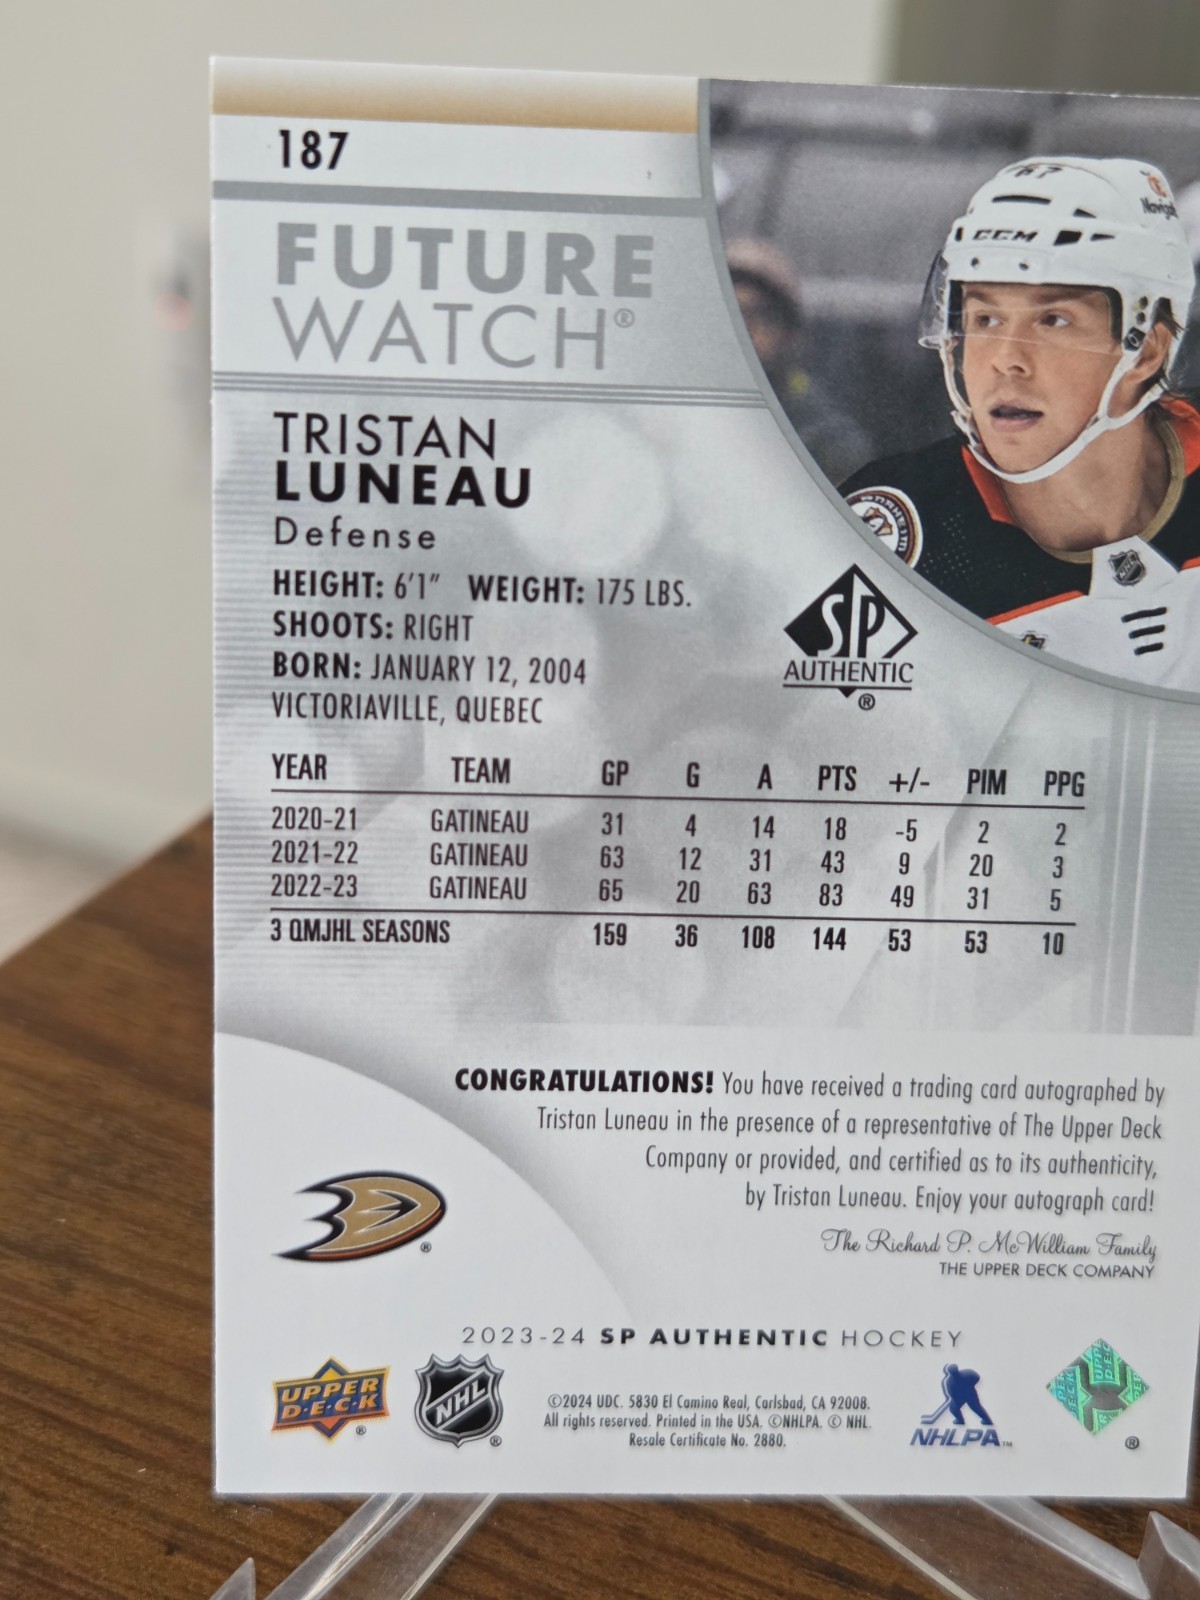 187
FUTURE
WATCH®
CCM
TRISTAN
LUNEAU
Defense
HEIGHT: 6'1" WEIGHT: 175 LBS.
SHOOTS: RIGHT
BORN: JANUARY 12, 2004
VICTORIAVILLE, QUEBEC
SP
AUTHENTIC
®
YEAR TEAM GP G A PTS +/- PIM PPG
2020-21 GATINEAU 31 4 14 18 -5 2 2
2021-22 GATINEAU 63 12 31 43 9 20 3
2022-23 GATINEAU 65 20 63 83 49 31 5
3 QMJHL SEASONS 159 36 108 144 53 53 10
CONGRATULATIONS! You have received a trading card autographed by
Tristan Luneau in the presence of a representative of The Upper Deck
Company or provided, and certified as to its authenticity,
by Tristan Luneau. Enjoy your autograph card!
The Richard P. McWilliam Family
THE UPPER DECK COMPANY
®
2023-24 SP AUTHENTIC HOCKEY
UPPER
D·E·C·K
®
NHL
®
©2024 UDC. 5830 El Camino Real, Carlsbad, CA 92008.
All rights reserved. Printed in the USA. ©NHLPA. © NHL.
Resale Certificate No. 2880.
NHLPA™
®